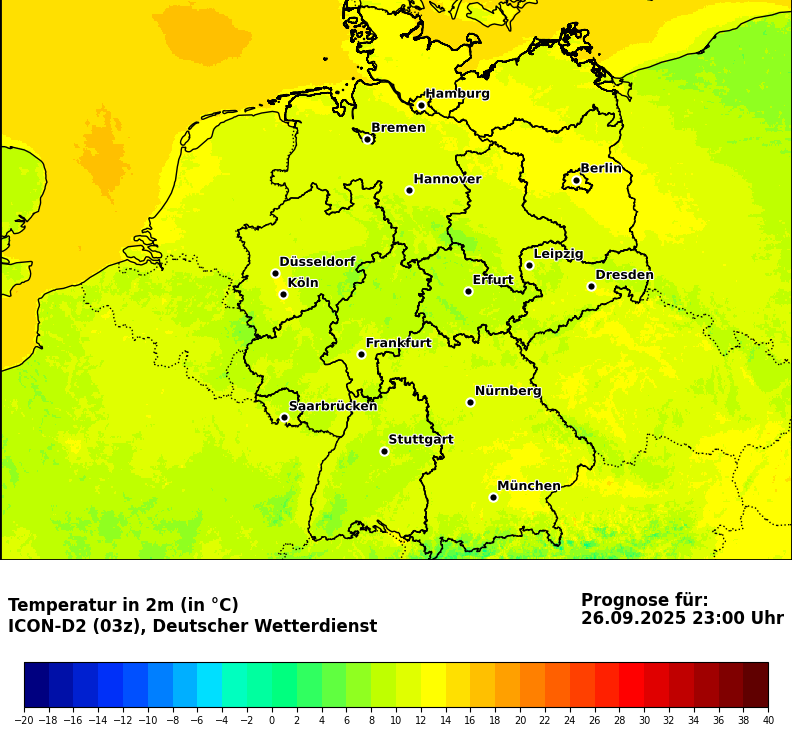 Hamburg
Bremen
Berlin
Hannover
Leipzig
Düsseldorf
Dresden
Köln
Erfurt
Frankfurt
Nürnberg
Saarbrücken
Stuttgart
München
Temperatur in 2m (in °C)
ICON-D2 (03z), Deutscher Wetterdienst
Prognose für:
26.09.2025 23:00 Uhr
−20 −18 −16 −14 −12 −10 −8 −6 −4 −2 0 2 4 6 8 10 12 14 16 18 20 22 24 26 28 30 32 34 36 38 40